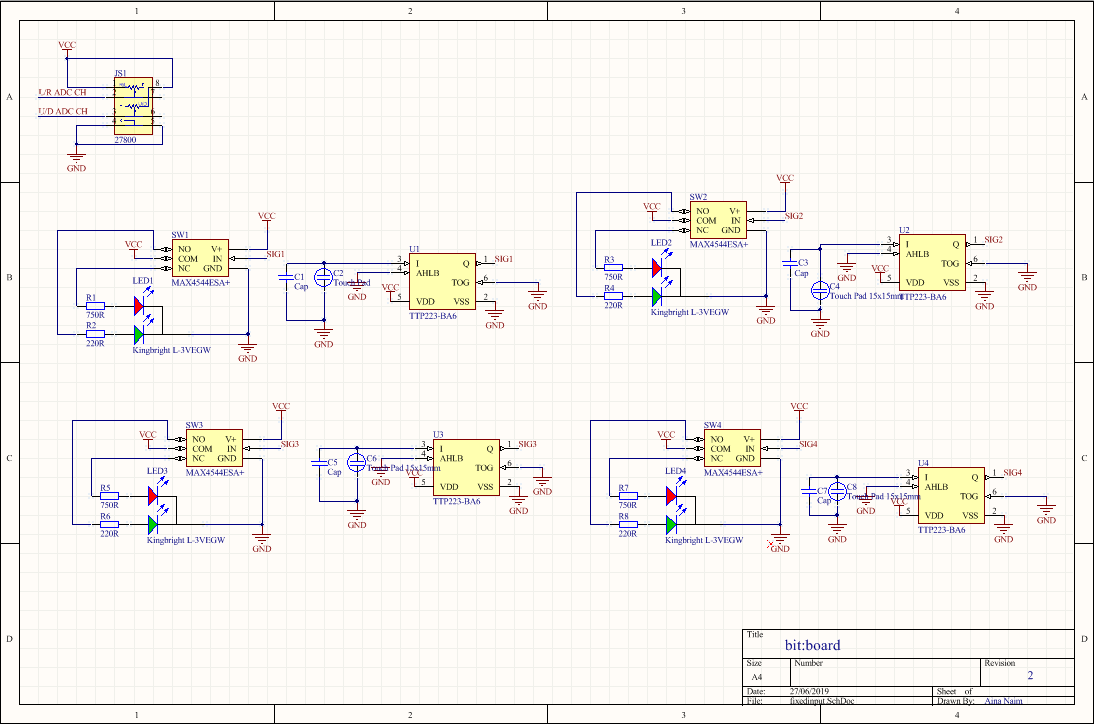 1 2 3 4
A A
VCC
JS1
8
L/R ADC CH
U/D ADC CH
27800
GND
B B
VCC
SW2
VCC
NO V+
COM IN SIG2
NC GND
MAX4544ESA+
LED2
R3
750R
R4
220R
Kingbright L-3VEGW
GND
U2
3 I Q 1 SIG2
4 AHLB
TOG 6
5 VDD VSS 2
TTP223-BA6
C3
Cap
C4
Touch Pad 15x15mm
GND
VCC
GND
GND
GND
VCC
SW1
VCC
NO V+
COM IN SIG1
NC GND
MAX4544ESA+
LED1
R1
750R
R2
220R
Kingbright L-3VEGW
GND
U1
3 I Q 1 SIG1
4 AHLB
TOG 6
5 VDD VSS 2
TTP223-BA6
C1
Cap
C2
Touch Pad
GND
VCC
GND
GND
GND
C C
VCC
SW3
VCC
NO V+
COM IN SIG3
NC GND
MAX4544ESA+
LED3
R5
750R
R6
220R
Kingbright L-3VEGW
GND
U3
3 I Q 1 SIG3
4 AHLB
TOG 6
5 VDD VSS 2
TTP223-BA6
C5
Cap
C6
Touch Pad 15x15mm
GND
VCC
GND
GND
GND
VCC
SW4
VCC
NO V+
COM IN SIG4
NC GND
MAX4544ESA+
LED4
R7
750R
R8
220R
Kingbright L-3VEGW
GND
U4
3 I Q 1 SIG4
4 AHLB
TOG 6
5 VDD VSS 2
TTP223-BA6
C7
Cap
C8
Touch Pad 15x15mm
GND
VCC
GND
GND
GND
D D
Title
bit:board
Size Number Revision
A4 2
Date: 27/06/2019 Sheet of
File: fixedinput.SchDoc Drawn By: Aina Naim
1 2 3 4